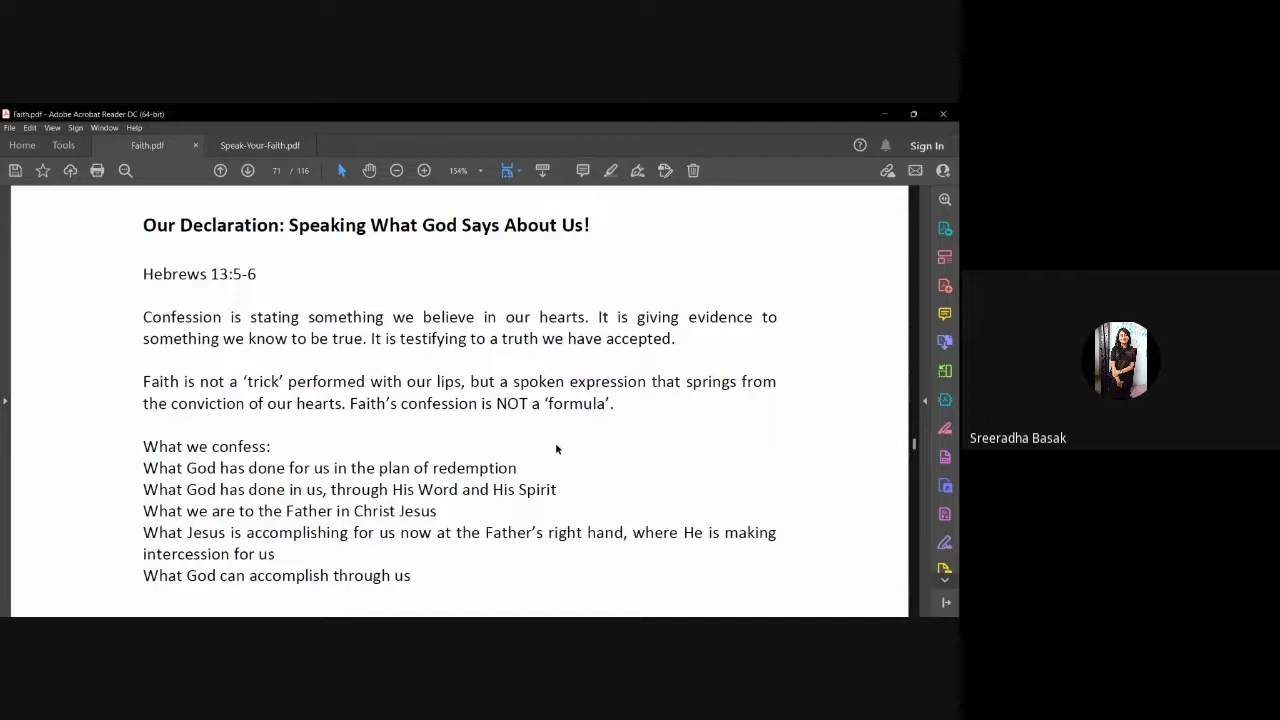 Faith.pdf - Adobe Acrobat Reader DC (64-bit)
File Edit View Sign Window Help
Home Tools Faith.pdf × Speak-Your-Faith.pdf Sign In
71 / 116 154%
Our Declaration: Speaking What God Says About Us!
Hebrews 13:5-6
Confession is stating something we believe in our hearts. It is giving evidence to
something we know to be true. It is testifying to a truth we have accepted.
Faith is not a ‘trick’ performed with our lips, but a spoken expression that springs from
the conviction of our hearts. Faith’s confession is NOT a ‘formula’.
What we confess:
What God has done for us in the plan of redemption
What God has done in us, through His Word and His Spirit
What we are to the Father in Christ Jesus
What Jesus is accomplishing for us now at the Father’s right hand, where He is making
intercession for us
What God can accomplish through us
Sreeradha Basak